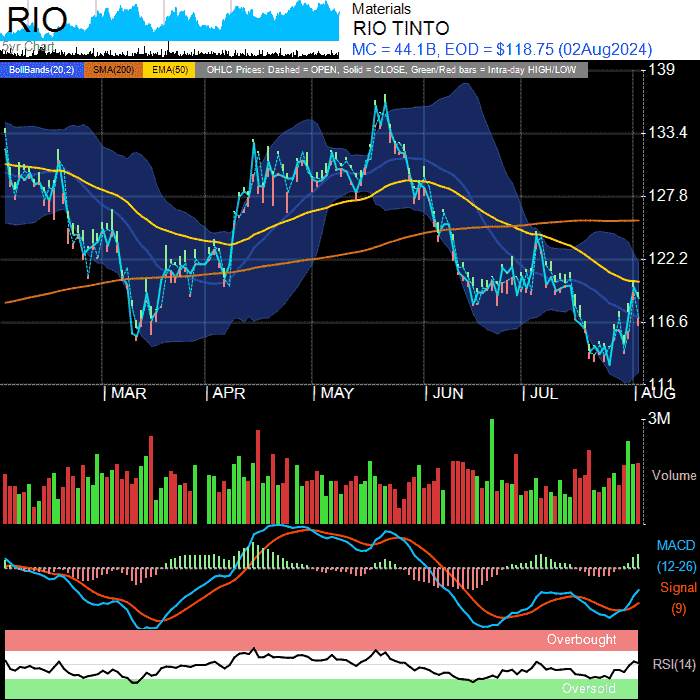 RIO
5yr Chart
Materials
RIO TINTO
MC = 44.1B, EOD = $118.75 (02Aug2024)
BollBands(20,2) SMA(200) EMA(50) OHLC Prices: Dashed = OPEN, Solid = CLOSE, Green/Red bars = Intra-day HIGH/LOW
139
133.4
127.8
122.2
116.6
111
| MAR | APR | MAY | JUN | JUL | AUG
3M
Volume
MACD
(12-26)
Signal
(9)
Overbought
RSI(14)
Oversold